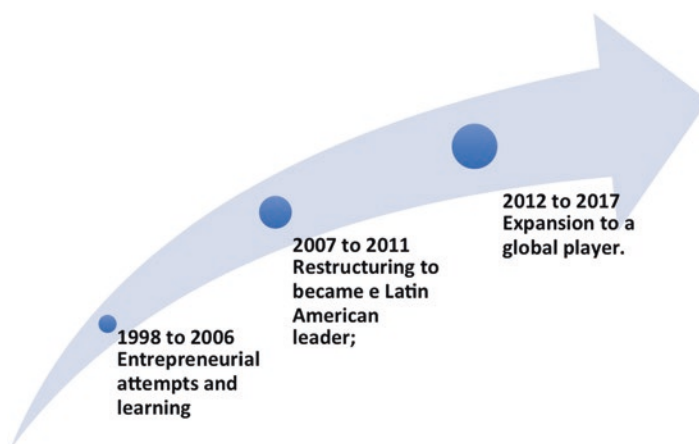 1998 to 2006
Entrepreneurial
attempts and
learning
2007 to 2011
Restructuring to
became e Latin
American
leader;
2012 to 2017
Expansion to a
global player.